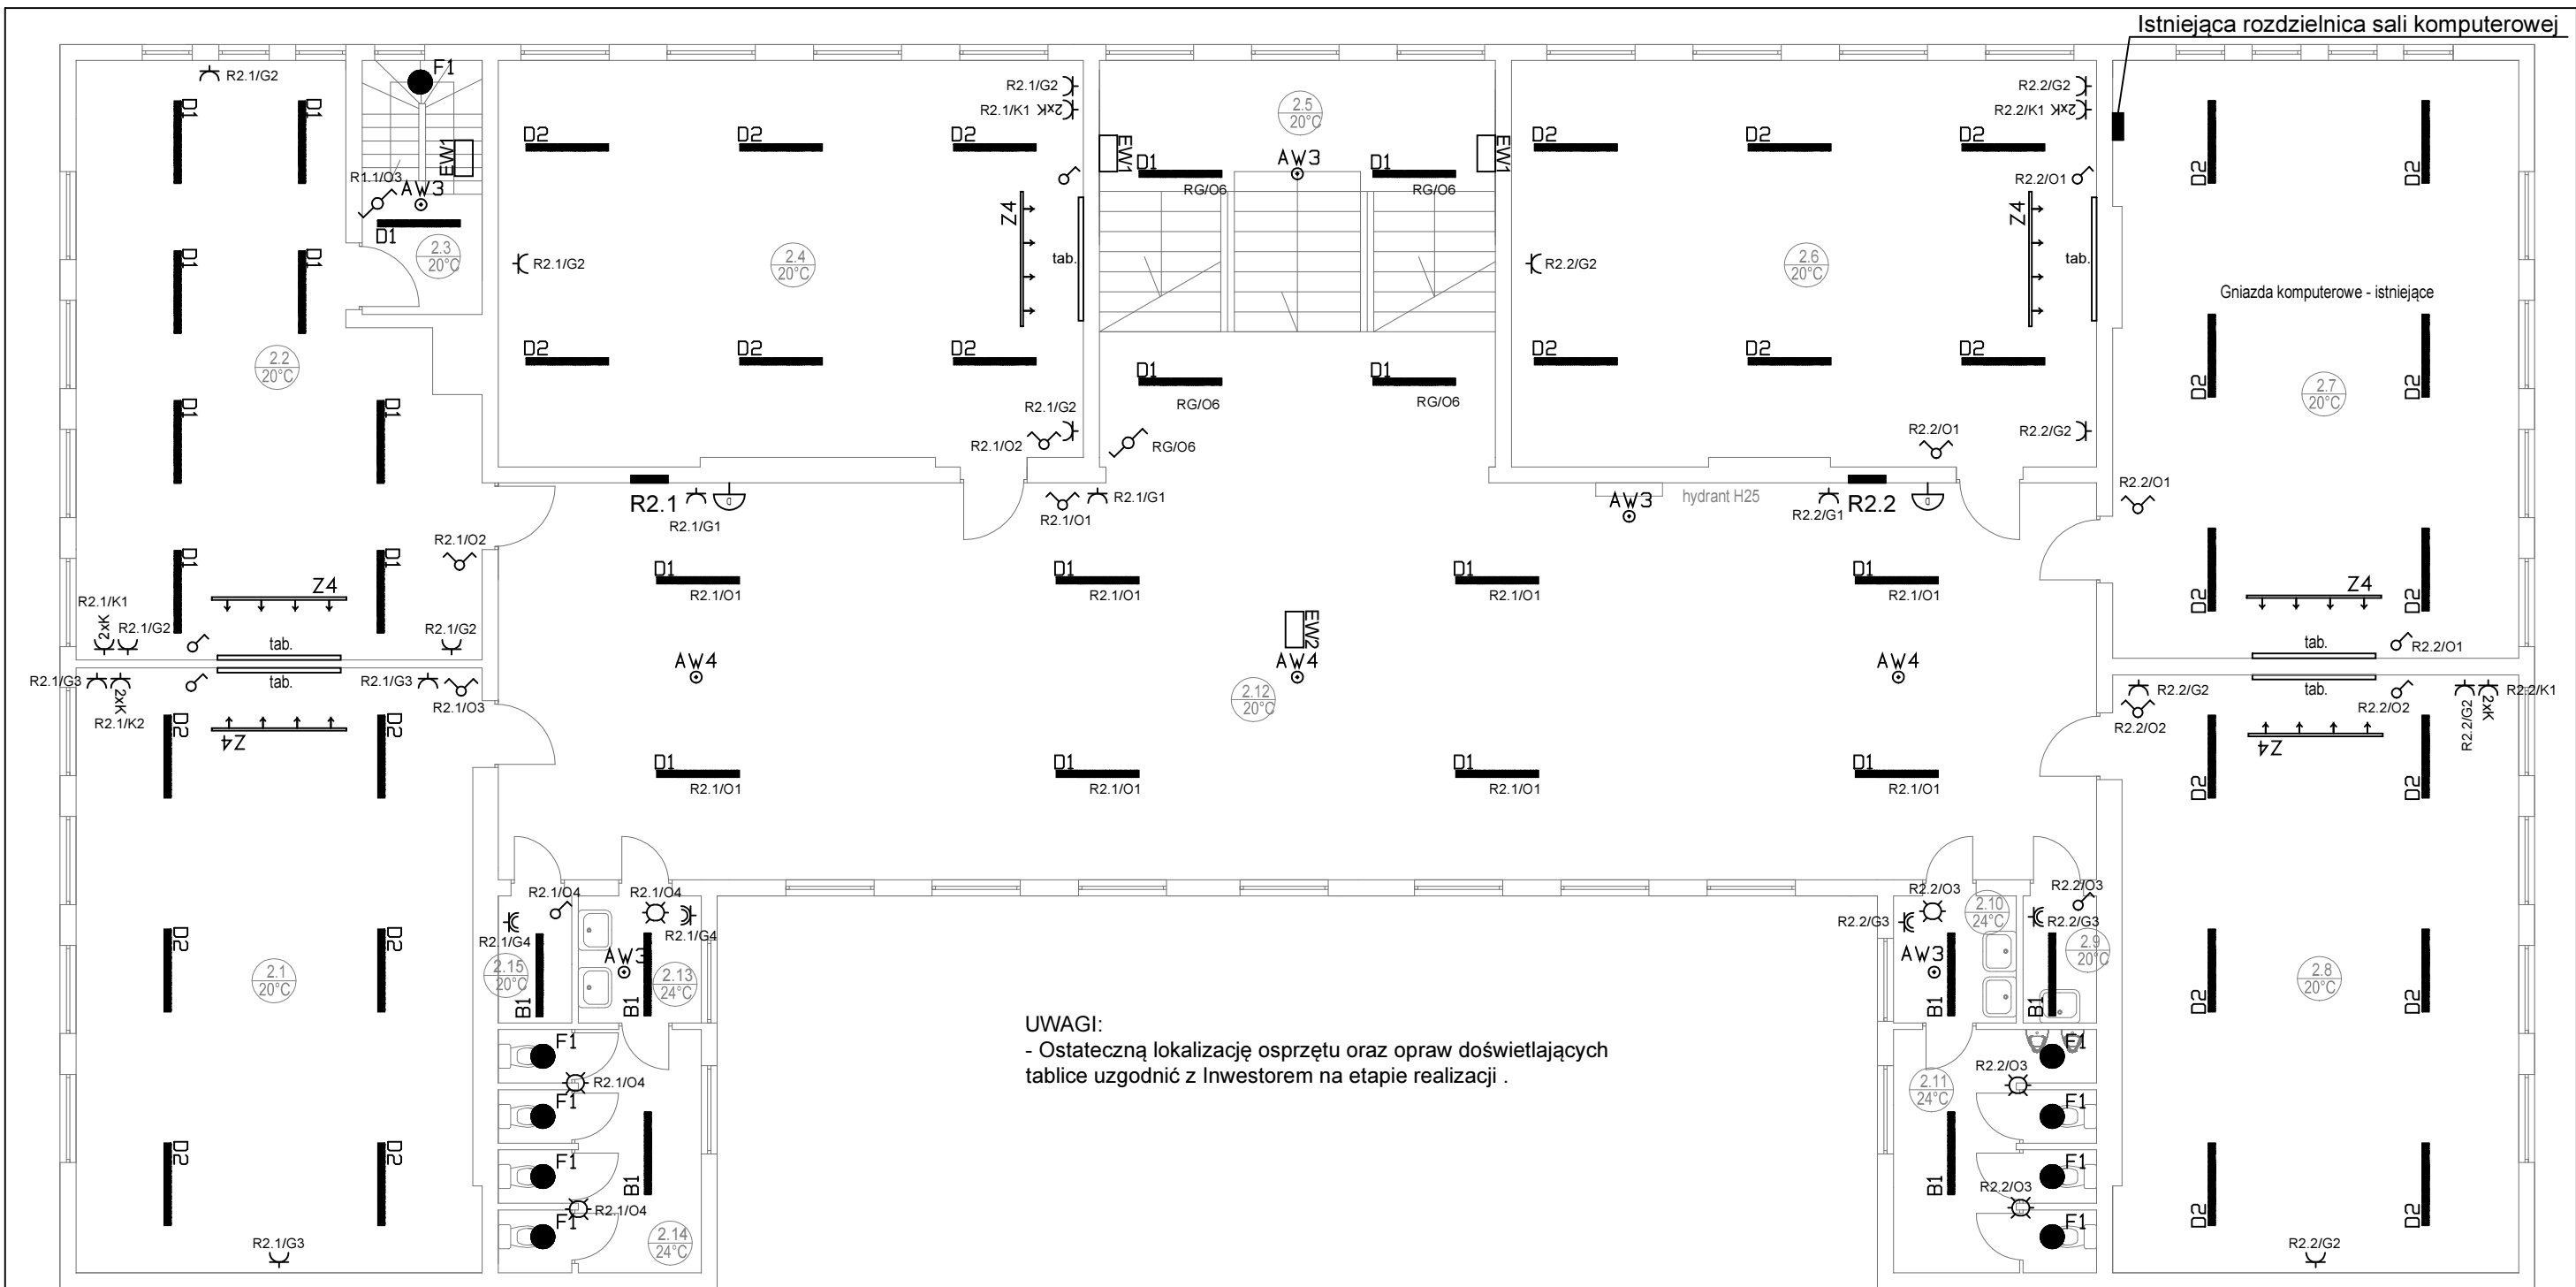 Istniejąca rozdzielnica sali komputerowej
R2.1/G2
F1
D1
D1
EW1
R1.1/O3
AW3
D1
2.3
20°C
D1
D1
2.2
20°C
D1
D1
D1
D1
R2.1/O2
Z4
R2.1/K1
2xK
R2.1/G2
R2.1/G2
tab.
D2
D2
D2
R2.1/G2
R2.1/K1 2xK
Z4
tab.
R2.1/G2
2.4
20°C
D2
D2
D2
R2.1/G2
R2.1/O2
EW1
2.5
20°C
AW3
EW1
D1
RG/O6
D1
RG/O6
D1
RG/O6
D1
RG/O6
RG/O6
D2
D2
D2
R2.2/G2
R2.2/K1 2xK
R2.2/O1
Z4
tab.
R2.2/G2
2.6
20°C
D2
D2
D2
R2.2/O1
R2.2/G2
D2
D2
Gniazda komputerowe - istniejące
D2
D2
2.7
20°C
R2.2/O1
D2
D2
Z4
tab.
R2.2/O1
R2.1
R2.1/G1
R2.1/O1
R2.1/G1
AW3
hydrant H25
R2.2/G1
R2.2
D1
R2.1/O1
D1
R2.1/O1
D1
R2.1/O1
D1
R2.1/O1
EW2
AW4
AW4
AW4
2.12
20°C
D1
R2.1/O1
D1
R2.1/O1
D1
R2.1/O1
D1
R2.1/O1
R2.1/G3
2xK
R2.1/K2
tab.
R2.1/G3
R2.1/O3
Z4
D2
D2
D2
D2
2.1
20°C
D2
D2
R2.1/G3
tab.
R2.2/G2
R2.2/O2
R2.2/O2
Z4
R2.2/G2
2xK
R2.2/K1
D2
D2
D2
D2
2.8
20°C
D2
D2
R2.2/G2
R2.1/O4
R2.1/O4
R2.1/G4
R2.1/G4
2.15
20°C
AW3
2.13
24°C
B1
B1
F1
R2.1/O4
F1
F1
B1
R2.1/O4
F1
2.14
24°C
R2.2/O3
R2.2/O3
2.10
24°C
R2.2/G3
R2.2/G3
AW3
2.9
20°C
B1
B1
F1
R2.2/O3
2.11
24°C
F1
F1
R2.2/O3
B1
F1
UWAGI:
- Ostateczną lokalizację osprzętu oraz opraw doświetlających
tablice uzgodnić z Inwestorem na etapie realizacji .